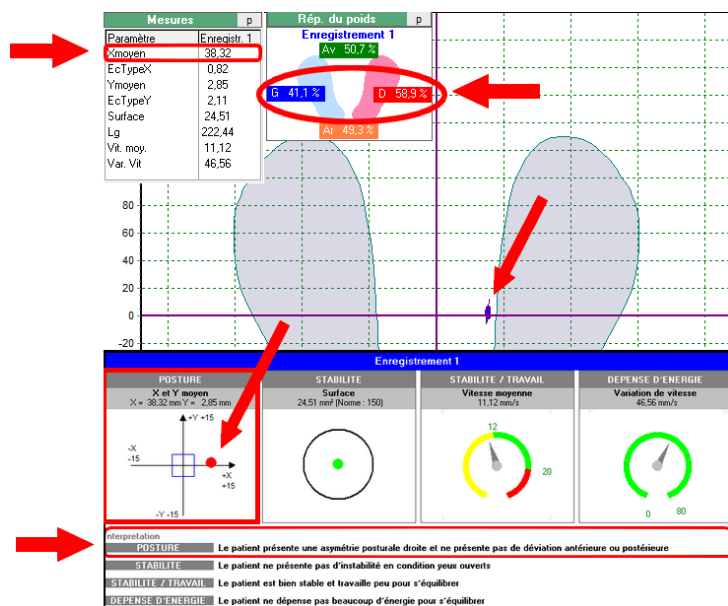 Mesures p
Paramètre Enregistr. 1
Xmoyen 38,32
EcTypeX 0,82
Ymoyen 2,85
EcTypeY 2,11
Surface 24,51
Lg 222,44
Vit. moy. 11,12
Var. Vit 46,56
Rép. du poids p
Enregistrement 1
Av 50,7 %
G 41,1 % D 58,9 %
Ar 49,3 %
80
60
40
20
0
-20
Enregistrement 1
POSTURE
X et Y moyen
X = 38,32 mm Y = 2,85 mm
+Y +15
-X
-15
+X
+15
-Y -15
STABILITE
Surface
24,51 mm² (Norme : 150)
STABILITE / TRAVAIL
Vitesse moyenne
11,12 mm/s
12
20
DEPENSE D'ENERGIE
Variation de vitesse
46,56 mm/s
0 80
nterpretation
POSTURE Le patient présente une asymétrie posturale droite et ne présente pas de déviation antérieure ou postérieure
STABILITE Le patient ne présente pas d'instabilité en condition yeux ouverts
STABILITE / TRAVAIL Le patient est bien stable et travaille peu pour s'équilibrer
DEPENSE D'ENERGIE Le patient ne dépense pas beaucoup d'énergie pour s'équilibrer